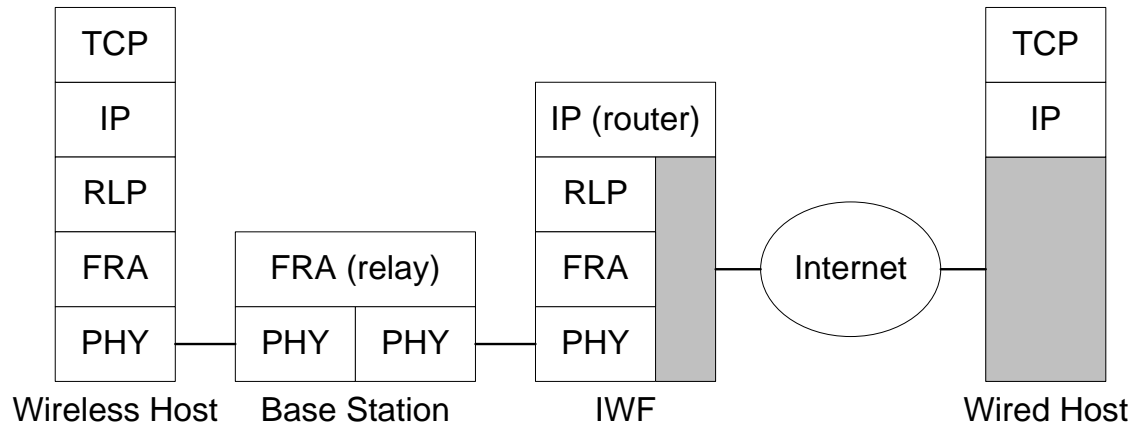 TCP
TCP
IP
IP (router)
IP
RLP
RLP
FRA
FRA (relay)
FRA
Internet
PHY
PHY
PHY
PHY
Wireless Host
Base Station
IWF
Wired Host